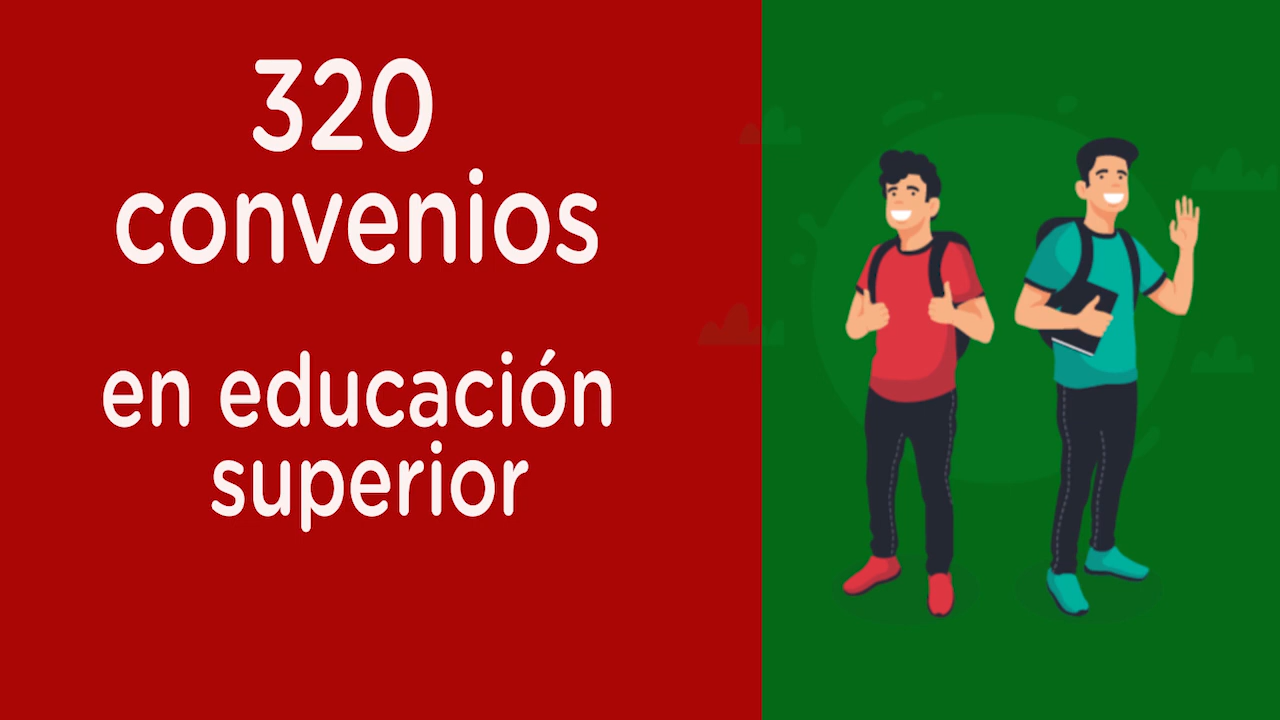 320
convenios
en educación
superior